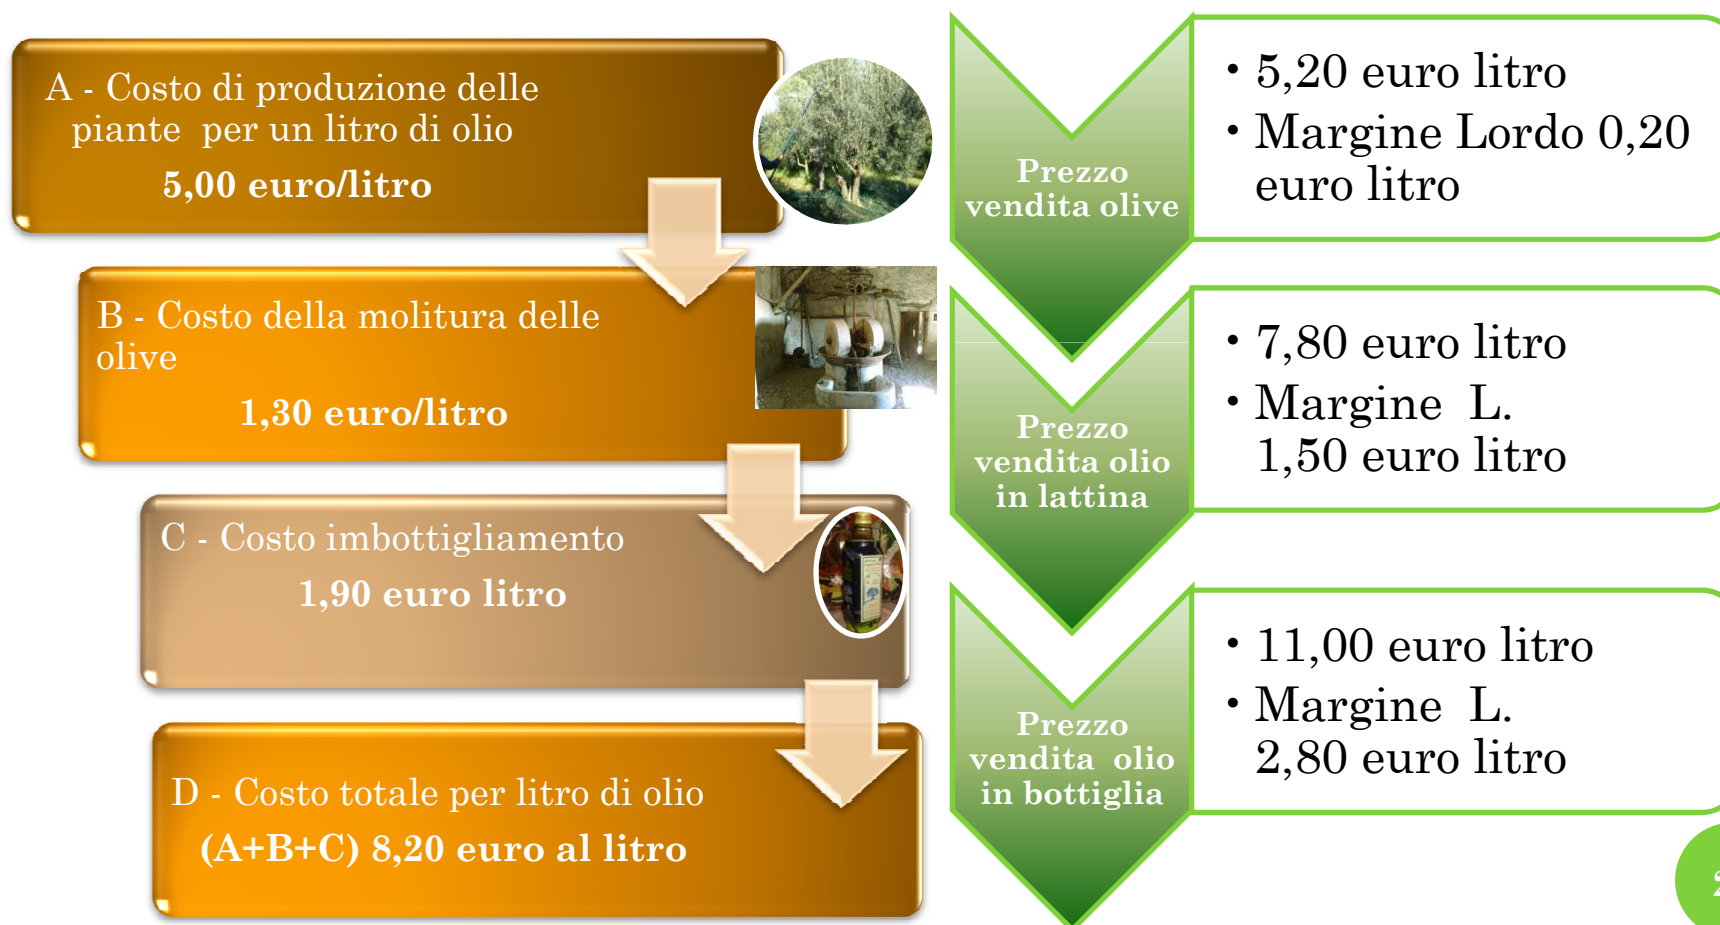 A - Costo di produzione delle
piante per un litro di olio
5,00 euro/litro
B - Costo della molitura delle
olive
1,30 euro/litro
C - Costo imbottigliamento
1,90 euro litro
D - Costo totale per litro di olio
(A+B+C) 8,20 euro al litro
Prezzo
vendita olive
• 5,20 euro litro
• Margine Lordo 0,20
euro litro
Prezzo
vendita olio
in lattina
• 7,80 euro litro
• Margine L.
1,50 euro litro
Prezzo
vendita olio
in bottiglia
• 11,00 euro litro
• Margine L.
2,80 euro litro